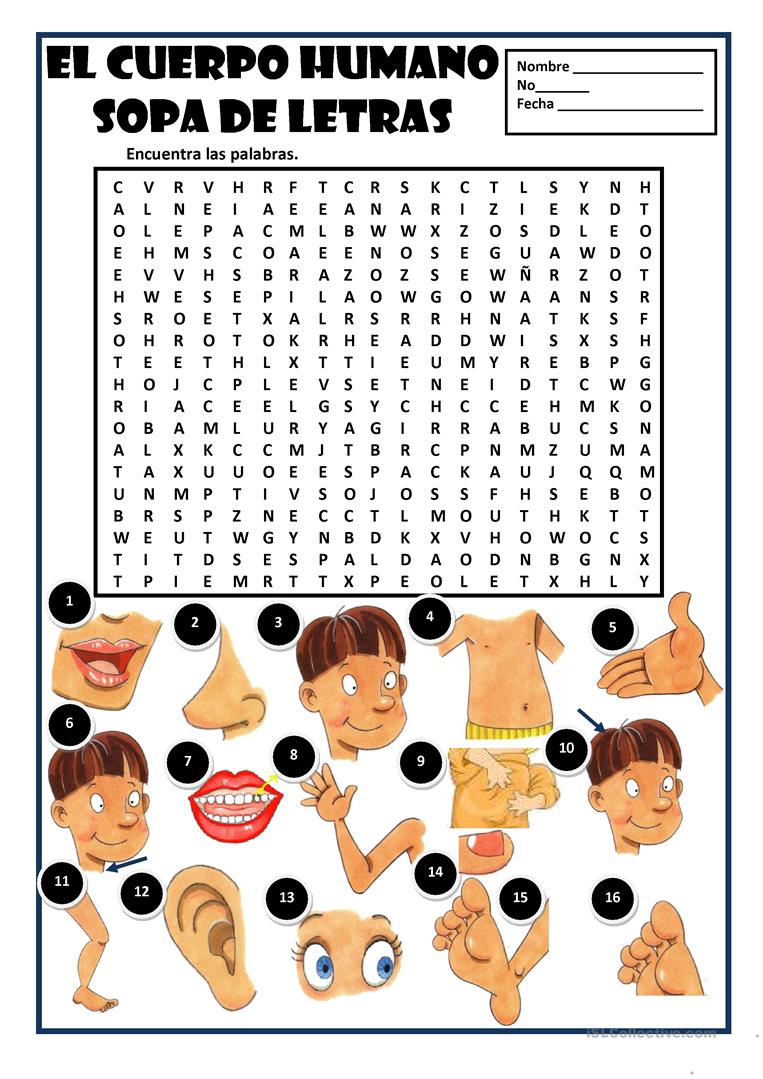 EL CUERPO HUMANO
SOPA DE LETRAS
Nombre _________________
No_______
Fecha __________________
Encuentra las palabras.
C V R V H R F T C R S K C T L S Y N H
A L N E I A E E A N A R I Z I E K D T
O L E P A C M L B W W X Z O S D L E O
E H M S C O A E E N O S E G U A W D O
E V V H S B R A Z O Z S E W Ñ R Z O T
H W E S E P I L A O W G O W A A N S R
S R O E T X A L R S R R H N A T K S F
O H R O T O K R H E A D D W I S X S H
T E E T H L X T T I E U M Y R E B P G
H O J C P L E V S E T N E I D T C W G
R I A C E E L G S Y C H C C E H M K O
O B A M L U R Y A G I R R A B U C S N
A L X K C C M J T B R C P N M Z U M A
T A X U U O E E S P A C K A U J Q Q M
U N M P T I V S O J O S S F H S E B O
B R S P Z N E C C T L M O U T H K T T
W E U T W G Y N B D K X V H O W O C S
T I T D S E S P A L D A O D N B G N X
T P I E M R T T X P E O L E T X H L Y
1
2
3
4
5
6
7
8
9
10
11
12
13
14
15
16
iSLCollective.com